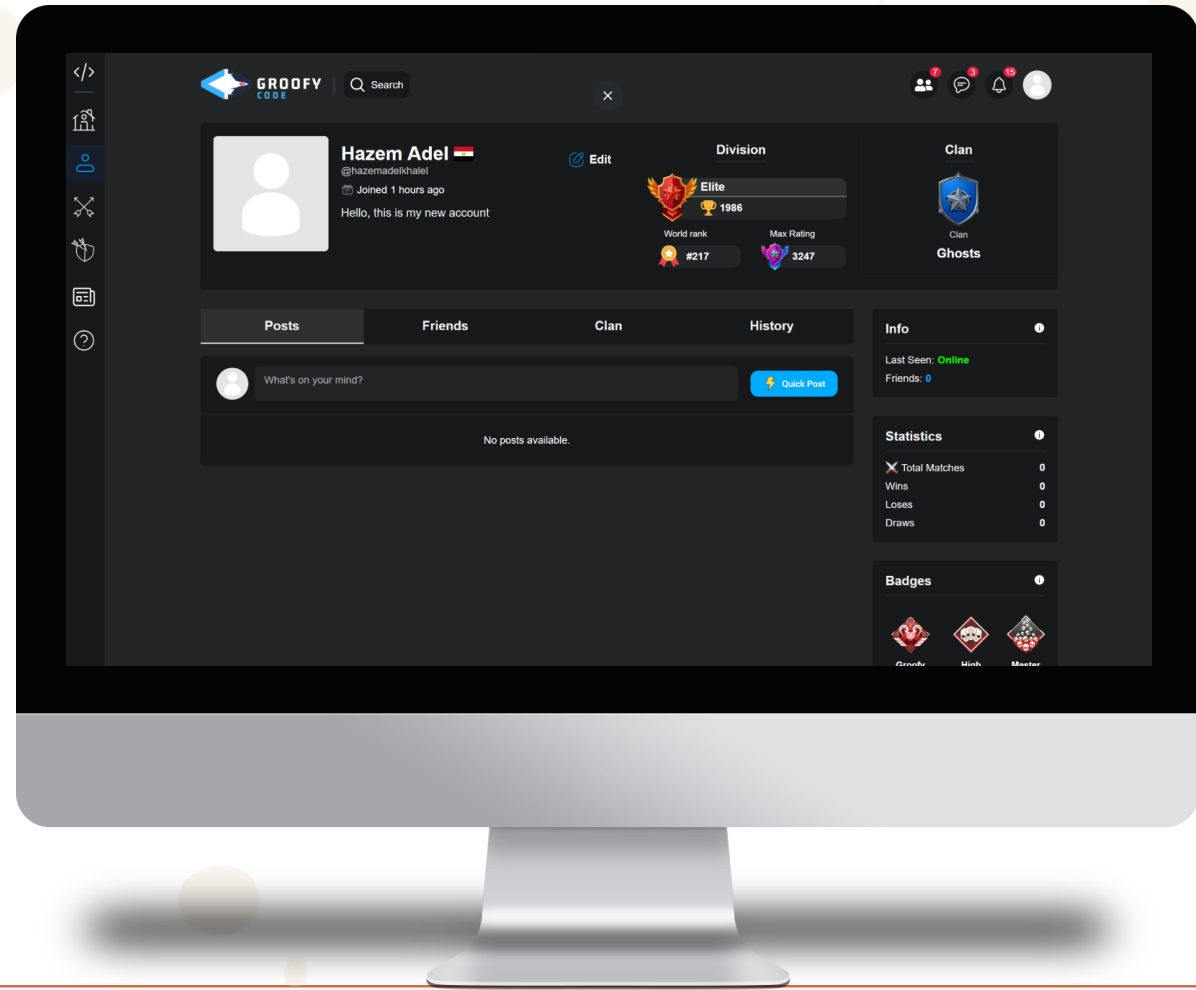 </>
GROOFY
CODE
Search
7
3
15
Hazem Adel
@hazemadelkhalel
Joined 1 hours ago
Hello, this is my new account
Edit
Division
Elite
1986
World rank
Max Rating
#217
3247
Clan
Clan
Ghosts
Posts
Friends
Clan
History
What's on your mind?
Quick Post
No posts available.
Info
Last Seen: Online
Friends: 0
Statistics
Total Matches 0
Wins 0
Loses 0
Draws 0
Badges
Groofy
High
Master